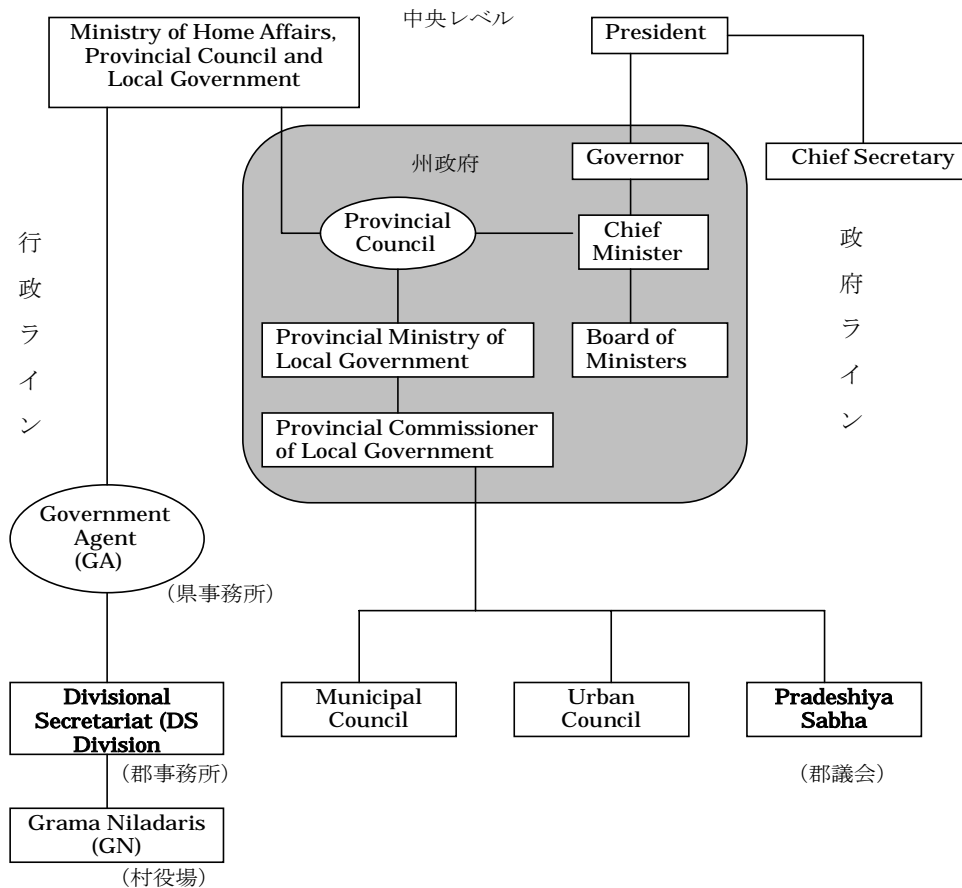 中央レベル
Ministry of Home Affairs,
Provincial Council and
Local Government
President
Chief Secretary
州政府
Governor
Provincial
Council
Chief
Minister
行政ライン
政府ライン
Provincial Ministry of
Local Government
Board of
Ministers
Provincial Commissioner
of Local Government
Government
Agent
(GA)
(県事務所)
Divisional
Secretariat (DS
Division
(郡事務所)
Municipal
Council
Urban
Council
Pradeshiya
Sabha
(郡議会)
Grama Niladaris
(GN)
(村役場)